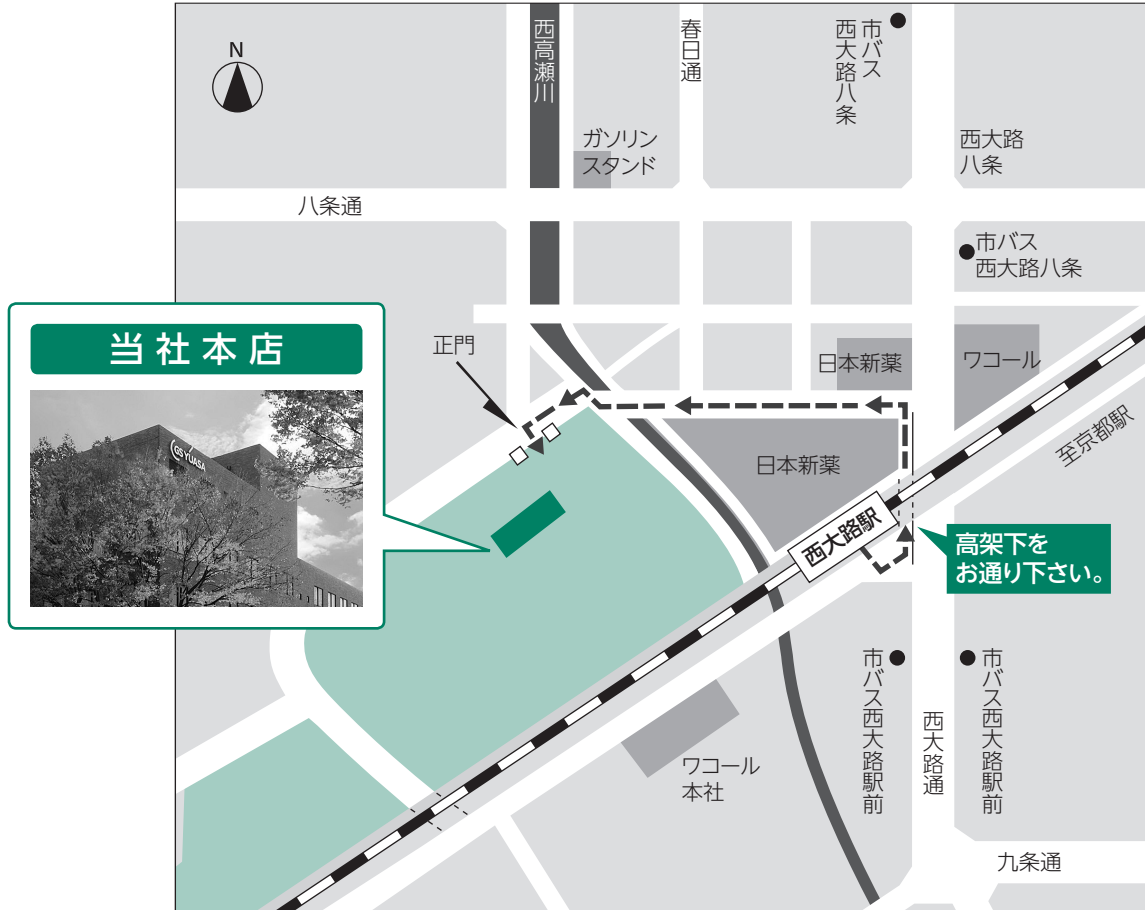 N
西高瀬川
春日通
市バス
西大路八条
ガソリン
スタンド
西大路
八条
八条通
市バス
西大路八条
当社本店
GS YUASA
正門
日本新薬
ワコール
至京都駅
日本新薬
西大路駅
高架下を
お通り下さい。
市バス西大路駅前
西大路通
市バス西大路駅前
ワコール
本社
九条通